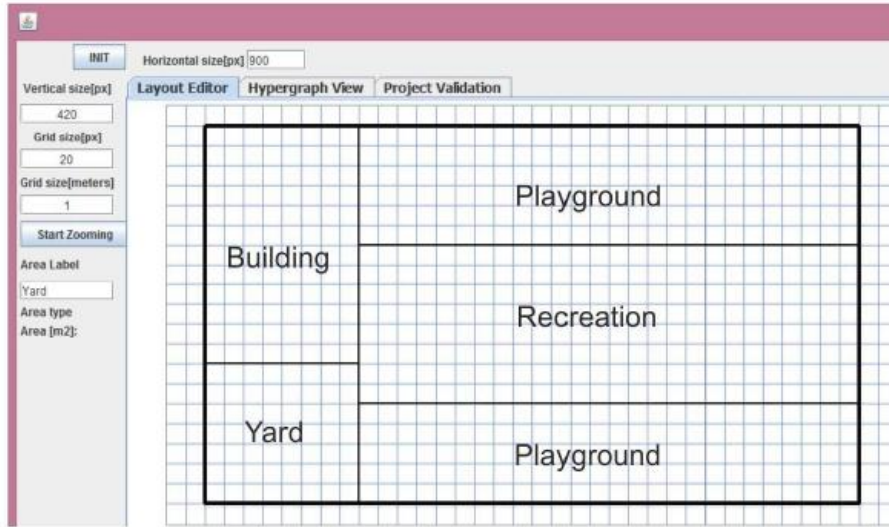 INIT
Horizontal size[px] 900
Vertical size[px]
420
Grid size[px]
20
Grid size[meters]
1
Start Zooming
Area Label
Yard
Area type
Area [m2]:
Layout Editor Hypergraph View Project Validation
Playground
Building
Recreation
Yard
Playground